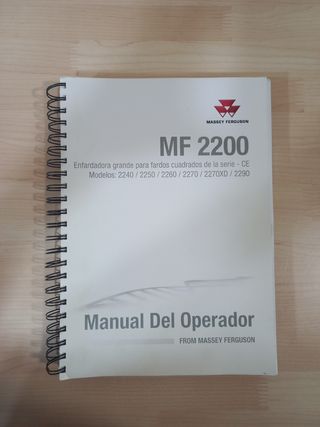 MASSEY FERGUSON
MF 2200
Enfardadora grande para fardos cuadrados de la serie - CE
Modelos: 2240 / 2250 / 2260 / 2270 / 2270XD / 2290
Manual Del Operador
FROM MASSEY FERGUSON